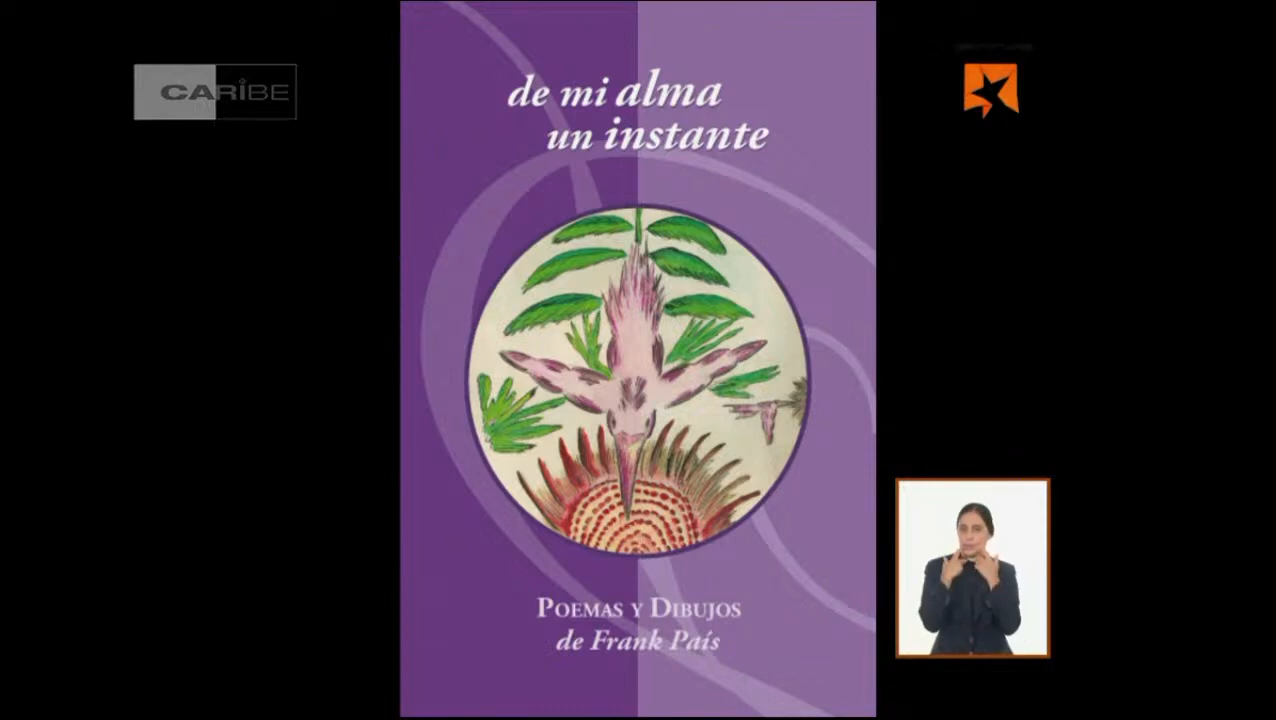 CARIBE
de mi alma
un instante
POEMAS Y DIBUJOS
de Frank País